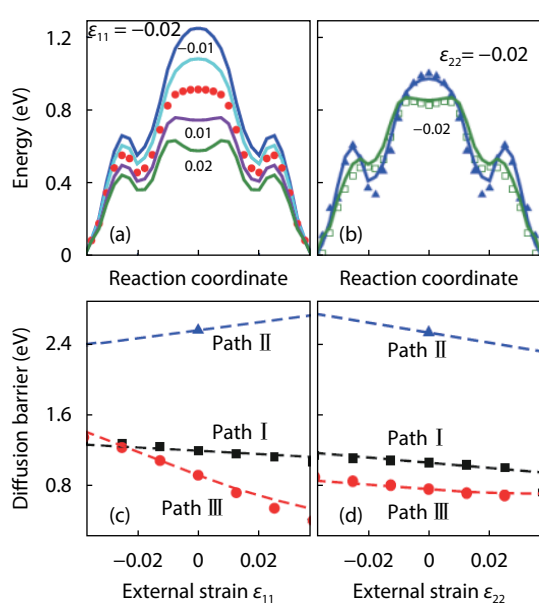 ε₁₁ = −0.02
−0.01
0.01
0.02
(a)
1.2
0.8
0.4
0
Energy (eV)
Reaction coordinate
ε₂₂ = −0.02
−0.02
(b)
Reaction coordinate
2.4
1.6
0.8
Diffusion barrier (eV)
Path Ⅱ
Path Ⅰ
Path Ⅲ
(c)
−0.02 0 0.02
External strain ε₁₁
Path Ⅱ
Path Ⅰ
Path Ⅲ
(d)
−0.02 0 0.02
External strain ε₂₂